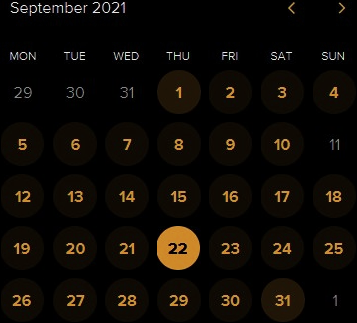 September 2021
MON TUE WED THU FRI SAT SUN
29 30 31 1 2 3 4
5 6 7 8 9 10 11
12 13 14 15 16 17 18
19 20 21 22 23 24 25
26 27 28 29 30 31 1